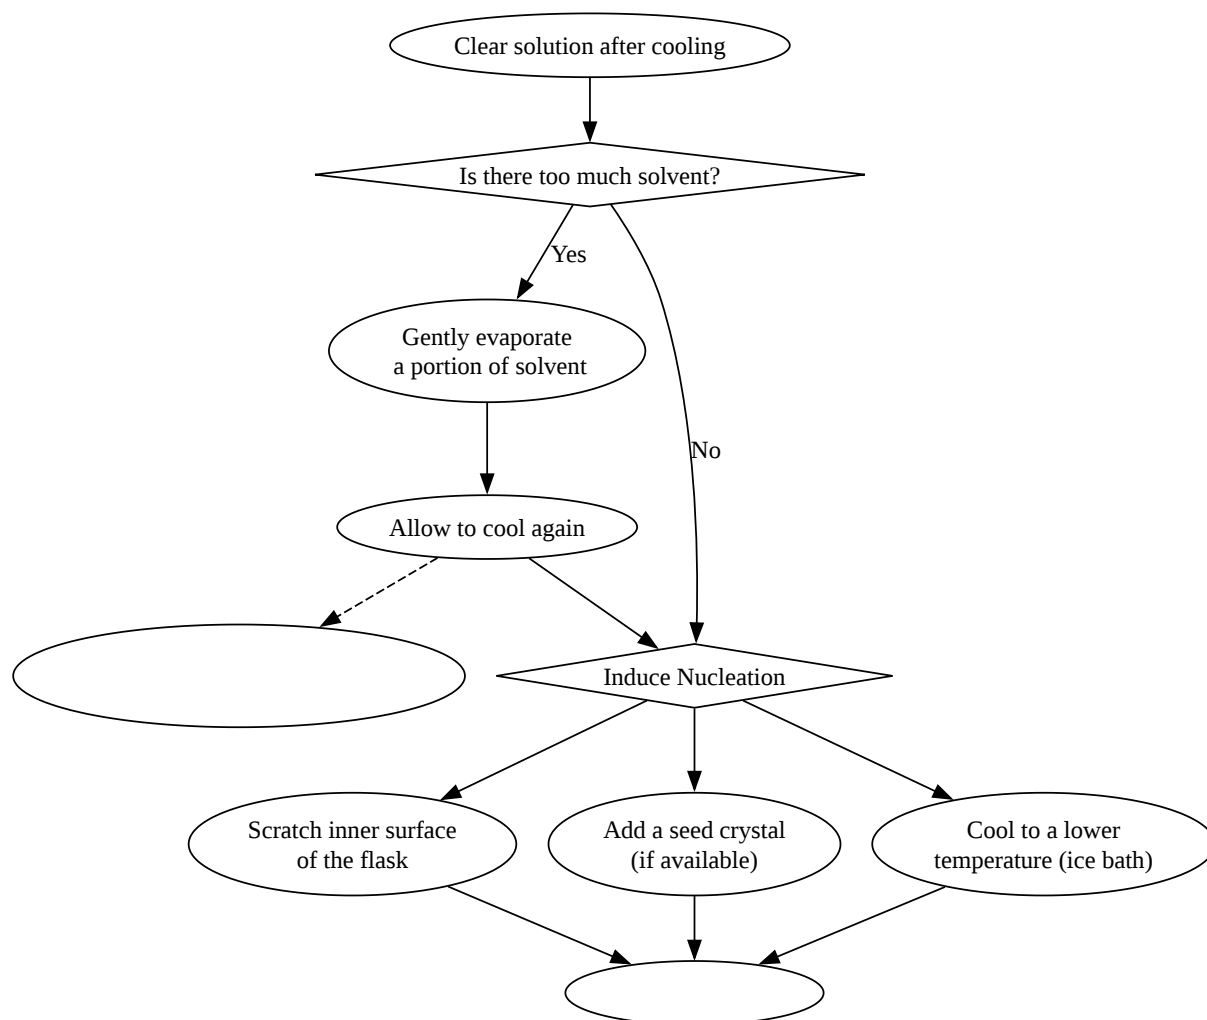 Clear solution after cooling
Is there too much solvent?
Yes
Gently evaporate
a portion of solvent
No
Allow to cool again
Induce Nucleation
Scratch inner surface
of the flask
Add a seed crystal
(if available)
Cool to a lower
temperature (ice bath)